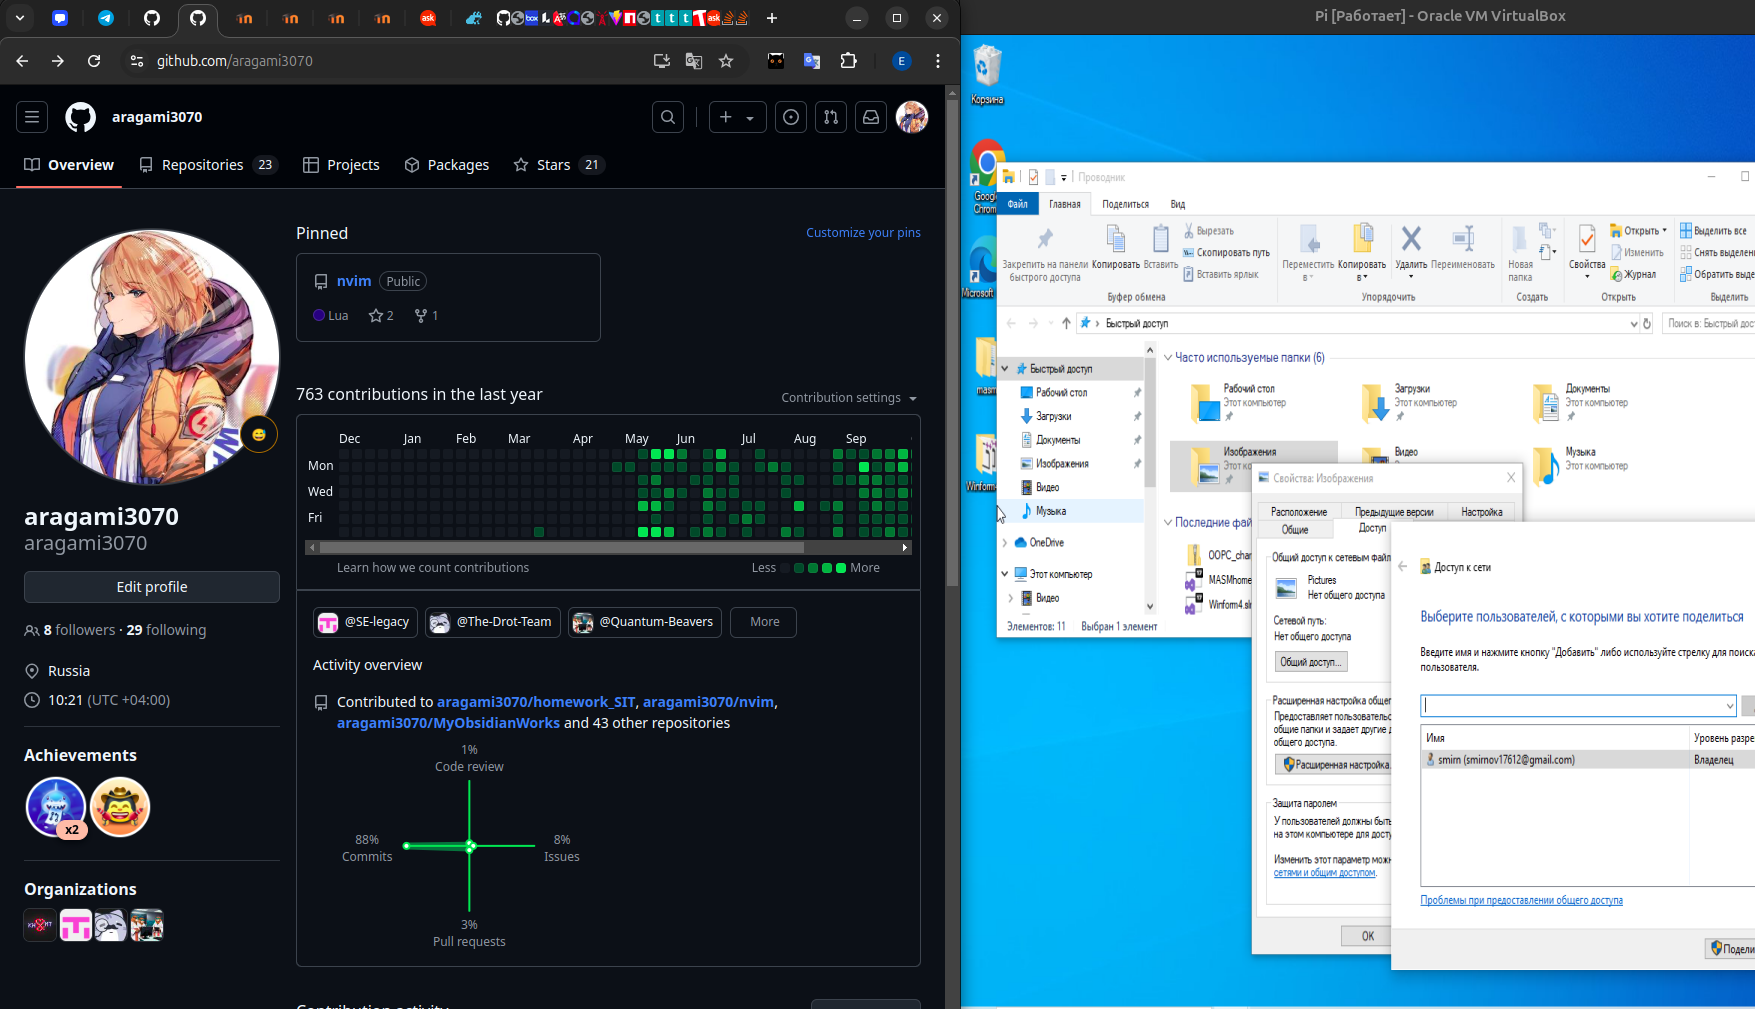 github.com/aragami3070
E
aragami3070
Overview
Repositories 23
Projects
Packages
Stars 21
Pinned
Customize your pins
nvim Public
Lua 2 1
763 contributions in the last year
Contribution settings
Dec Jan Feb Mar Apr May Jun Jul Aug Sep
Mon
Wed
Fri
Learn how we count contributions
Less More
aragami3070
aragami3070
Edit profile
8 followers · 29 following
Russia
10:21 (UTC +04:00)
Achievements
x2
Organizations
@SE-legacy
@The-Drot-Team
@Quantum-Beavers
More
Activity overview
Contributed to aragami3070/homework_SIT, aragami3070/nvim,
aragami3070/MyObsidianWorks and 43 other repositories
1%
Code review
88%
Commits
8%
Issues
3%
Pull requests
Pi [Работает] - Oracle VM VirtualBox
Корзина
Microsoft
Проводник
Файл Главная Поделиться Вид
Закрепить на панели
быстрого доступа
Копировать
Вставить
Вырезать
Скопировать путь
Вставить ярлык
Буфер обмена
Переместить
в
Копировать
в
Удалить
Переименовать
Упорядочить
Новая
папка
Создать
Свойства
Открыть
Изменить
Журнал
Открыть
Выделить все
Снять выделен
Обратить выде
Выделить
Быстрый доступ
Поиск в: Быстрый дос
Быстрый доступ
Рабочий стол
Загрузки
Документы
Изображения
Видео
Музыка
OneDrive
Этот компьютер
Видео
Элементов: 11 Выбран 1 элемент
Часто используемые папки (6)
Рабочий стол
Этот компьютер
Загрузки
Этот компьютер
Документы
Этот компьютер
Изображения
Этот ко
Видео
Музыка
Этот компьютер
Последние фай
OOPC_char
MASMhome
Winform4.sln
Свойства: Изображения
Расположение Предыдущие версии Настройка
Общие Доступ
Общий доступ к сетевым файл
Pictures
Нет общего доступа
Сетевой путь:
Нет общего доступа
Общий доступ...
Расширенная настройка общег
Предоставляет пользовательс
общие папки и задает другие д
общего доступа.
Расширенная настройка.
Защита паролем
У пользователей должны быть
на этом компьютере для досту
Изменить этот параметр можн
сетями и общим доступом.
OK
Доступ к сети
Выберите пользователей, с которыми вы хотите поделиться
Введите имя и нажмите кнопку "Добавить" либо используйте стрелку для поиска
пользователя.
Имя Уровень разре
smirn (smirnov17612@gmail.com) Владелец
Проблемы при предоставлении общего доступа
Подели